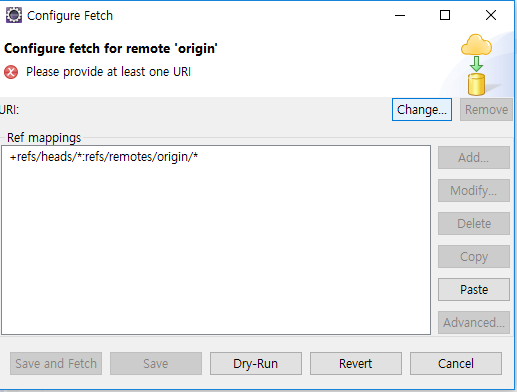 Configure Fetch
Configure fetch for remote 'origin'
Please provide at least one URI
URI:
Change...
Remove
Ref mappings
+refs/heads/*:refs/remotes/origin/*
Add...
Modify...
Delete
Copy
Paste
Advanced...
Save and Fetch
Save
Dry-Run
Revert
Cancel